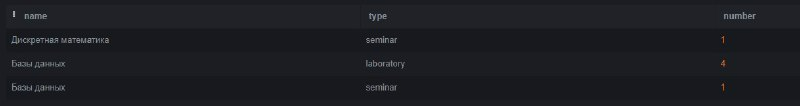 name type number
Дискретная математика seminar 1
Базы данных laboratory 4
Базы данных seminar 1